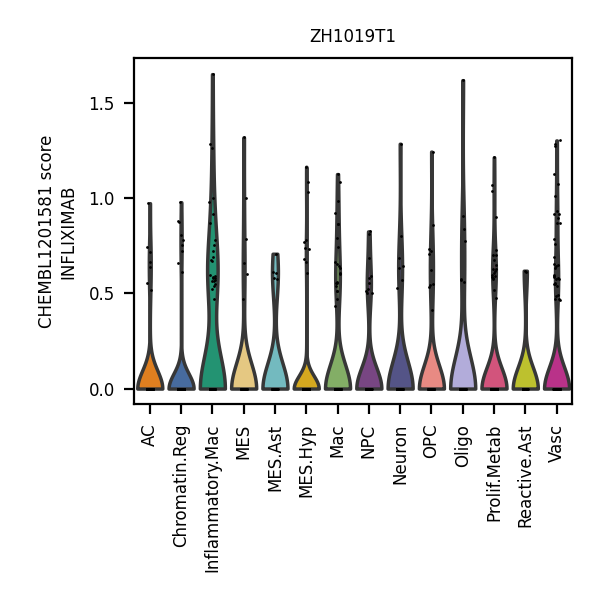 ZH1019T1
CHEMBL1201581 score
INFLIXIMAB
1.5
1.0
0.5
0.0
AC
Chromatin.Reg
Inflammatory.Mac
MES
MES.Ast
MES.Hyp
Mac
NPC
Neuron
OPC
Oligo
Prolif.Metab
Reactive.Ast
Vasc